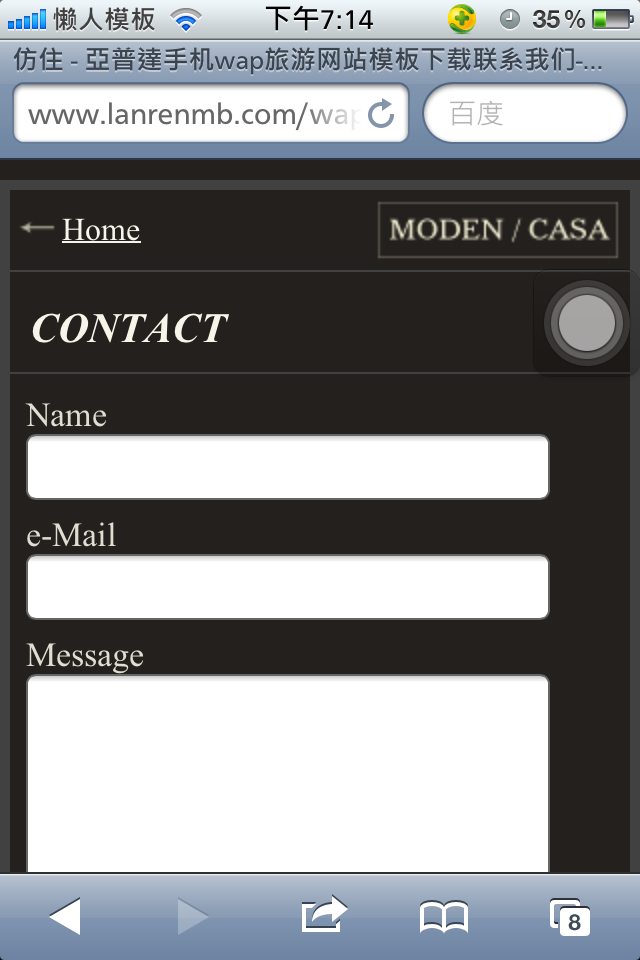 懒人模板 下午7:14 35%
仿住 - 亞普達手机wap旅游网站模板下载联系我们-...
www.lanrenmb.com/wap 百度
Home MODEN / CASA
CONTACT
Name
e-Mail
Message
8